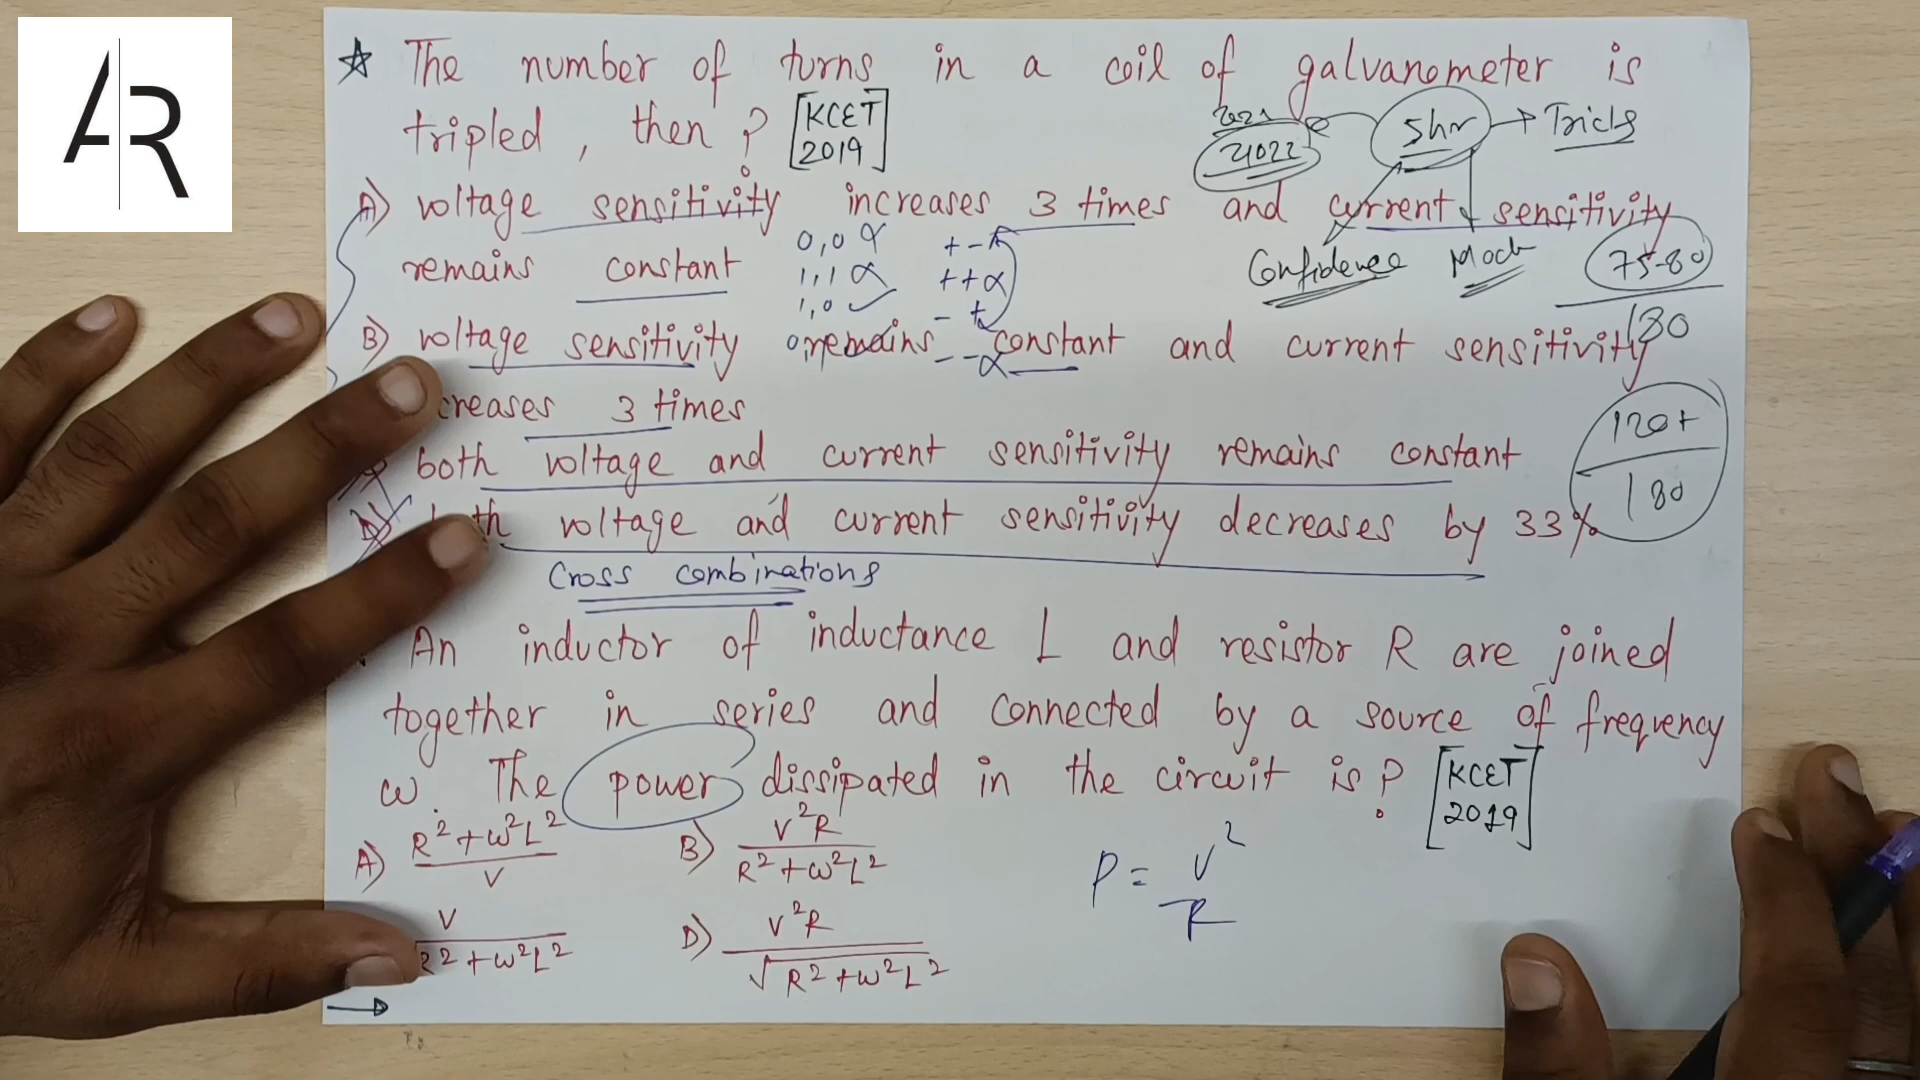 AR
☆ The number of turns in a coil of galvanometer is
tripled, then? [KCET 2019]
2021
2022
5hr → Tricks
A) voltage sensitivity increases 3 times and current sensitivity
remains constant
0,0 α
1,1 α
1,0 ✓
+ -
+ + α
- +
- - α
Confidence Mock 75-80
180
B) voltage sensitivity remains constant and current sensitivity
creases 3 times
120+
180
both voltage and current sensitivity remains constant
D) th voltage and current sensitivity decreases by 33%
Cross combinations
An inductor of inductance L and resistor R are joined
together in series and connected by a source of frequency
ω. The power dissipated in the circuit is? [KCET 2019]
A) R²+ω²L² / V
B) V²R / R²+ω²L²
V / R²+ω²L²
D) V²R / √R²+ω²L²
P = V² / R
→